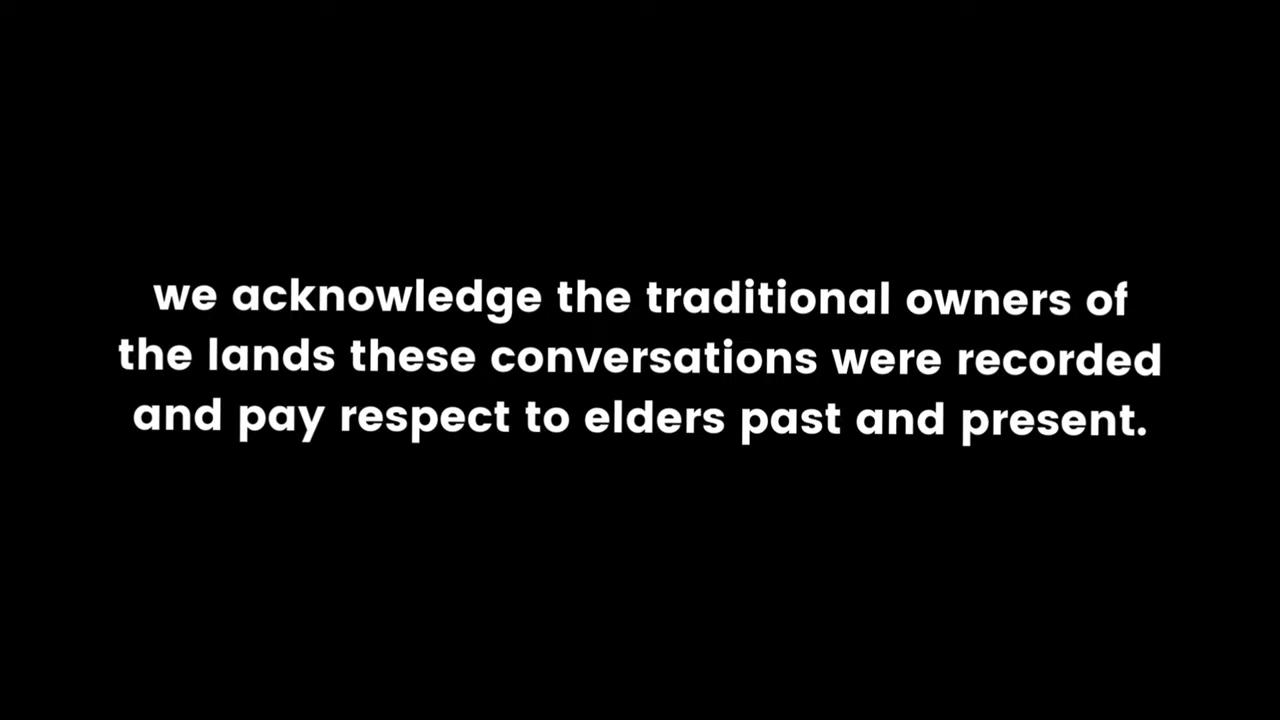 we acknowledge the traditional owners of
the lands these conversations were recorded
and pay respect to elders past and present.